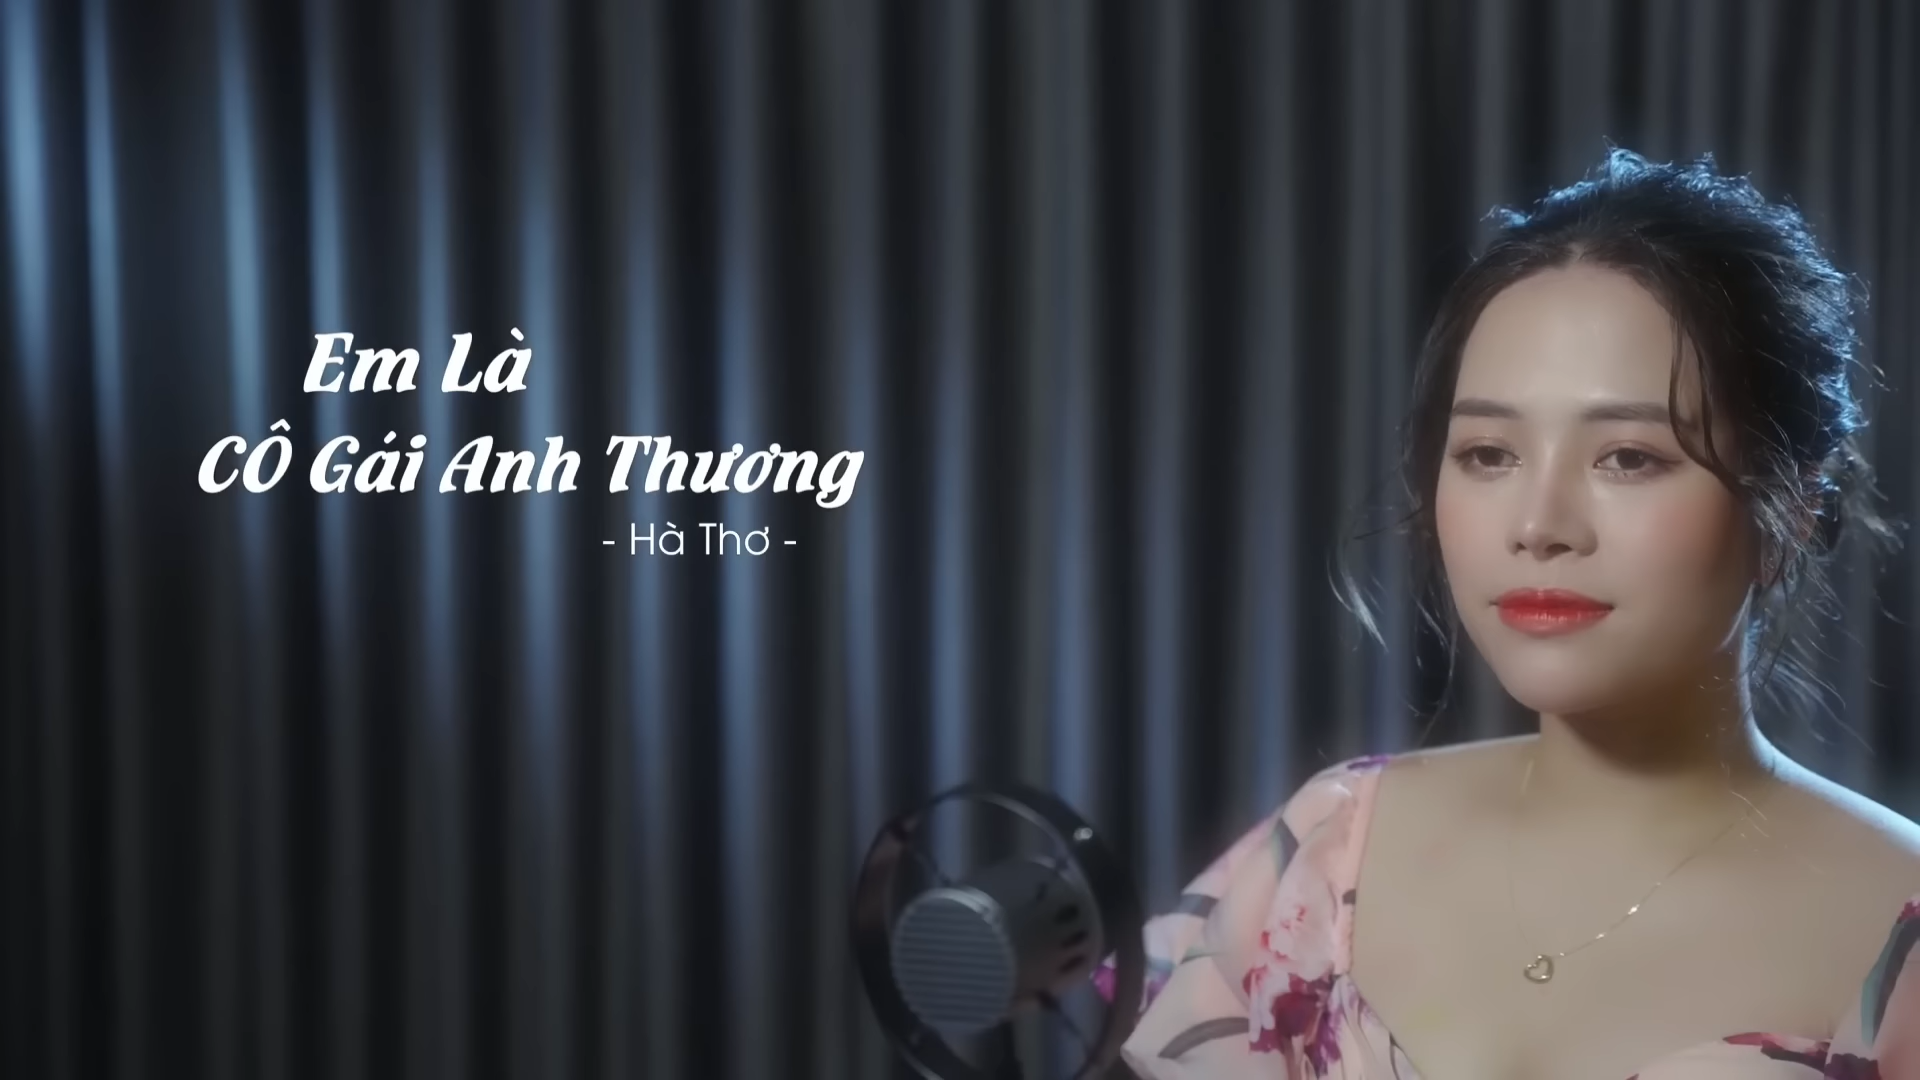 Em Là
CÔ Gái Anh Thương
- Hà Thơ -